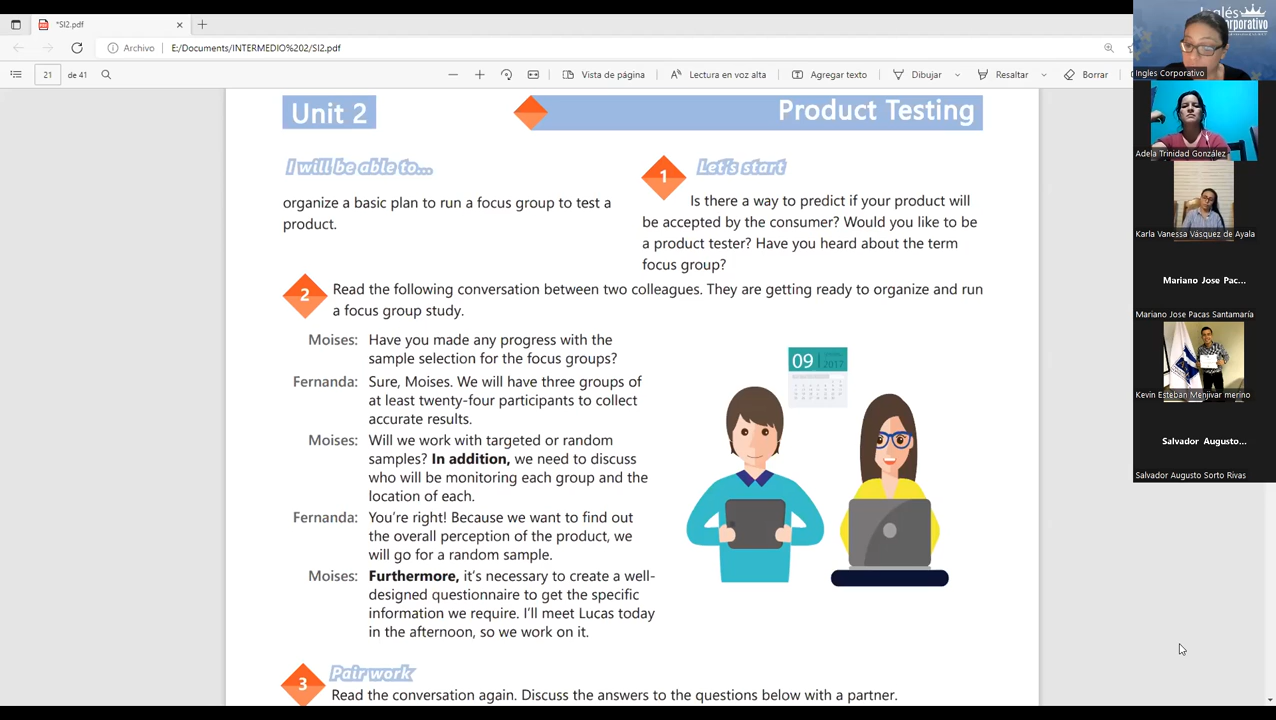 *SI2.pdf
Archivo
E:/Documents/INTERMEDIO%202/SI2.pdf
21
de 41
Vista de página
Lectura en voz alta
Agregar texto
Dibujar
Resaltar
Borrar
Unit 2
Product Testing
I will be able to...
organize a basic plan to run a focus group to test a
product.
1
Let's start
Is there a way to predict if your product will
be accepted by the consumer? Would you like to be
a product tester? Have you heard about the term
focus group?
2
Read the following conversation between two colleagues. They are getting ready to organize and run
a focus group study.
Moises: Have you made any progress with the
sample selection for the focus groups?
Fernanda: Sure, Moises. We will have three groups of
at least twenty-four participants to collect
accurate results.
Moises: Will we work with targeted or random
samples? In addition, we need to discuss
who will be monitoring each group and the
location of each.
Fernanda: You're right! Because we want to find out
the overall perception of the product, we
will go for a random sample.
Moises: Furthermore, it's necessary to create a well-
designed questionnaire to get the specific
information we require. I'll meet Lucas today
in the afternoon, so we work on it.
09
2017
3
Pair work
Read the conversation again. Discuss the answers to the questions below with a partner.
Ingles Corporativo
Adela Trinidad González
Karla Vanessa Vásquez de Ayala
Mariano Jose Pac...
Mariano Jose Pacas Santamaría
Kevin Esteban Menjivar merino
Salvador Augusto...
Salvador Augusto Sorto Rivas